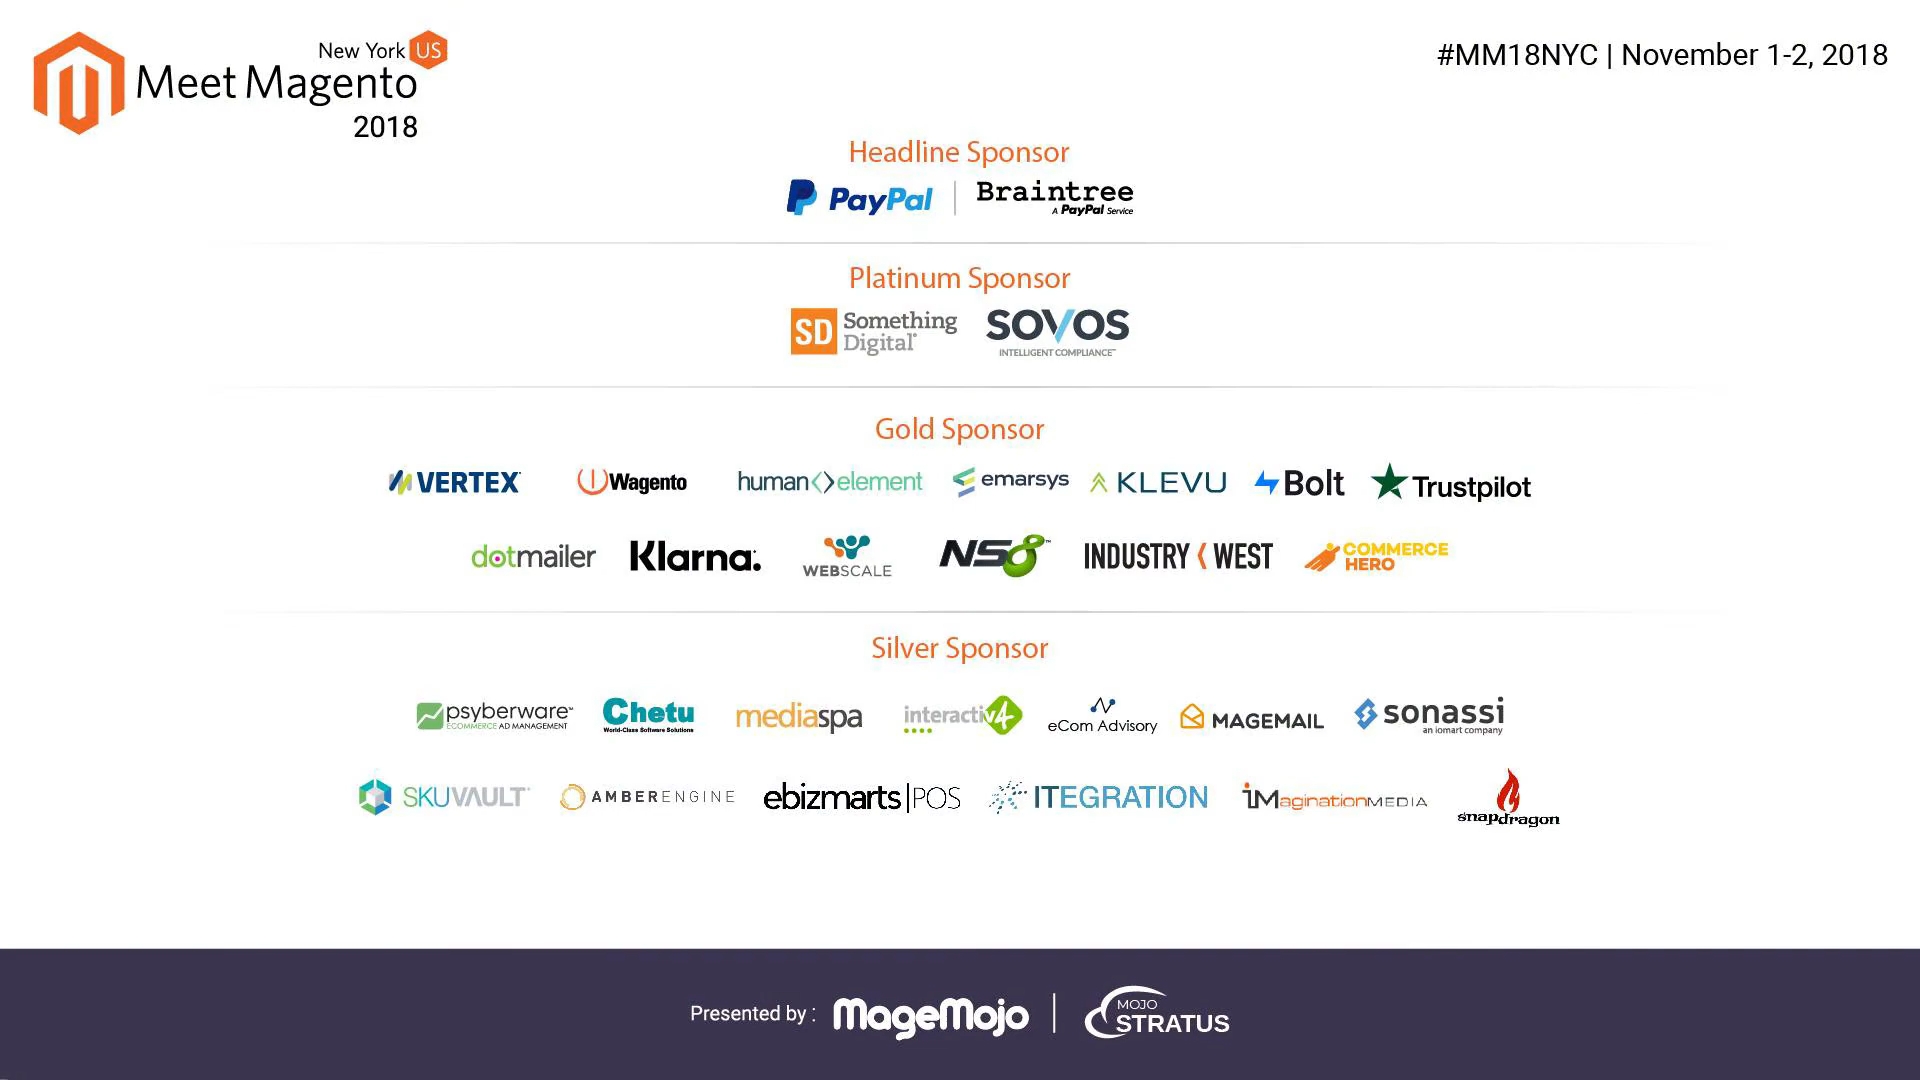 New York US
Meet Magento
2018
#MM18NYC | November 1-2, 2018
Headline Sponsor
PayPal | Braintree
A PayPal Service
Platinum Sponsor
SD Something Digital® SOVOS
INTELLIGENT COMPLIANCE™
Gold Sponsor
VERTEX Wagento human<>element emarsys KLEVU Bolt Trustpilot
dotmailer Klarna. WEBSCALE NS8™ INDUSTRY WEST COMMERCE HERO
Silver Sponsor
psyberware™ Chetu mediaspa interactiv4 eCom Advisory MAGEMAIL sonassi
ECOMMERCE AD MANAGEMENT World-Class Software Solutions an iomart company
SKUVAULT® AMBERENGINE ebizmarts|POS ITEGRATION iMaginationMEDIA snapdragon
Presented by : MageMojo | MOJO STRATUS